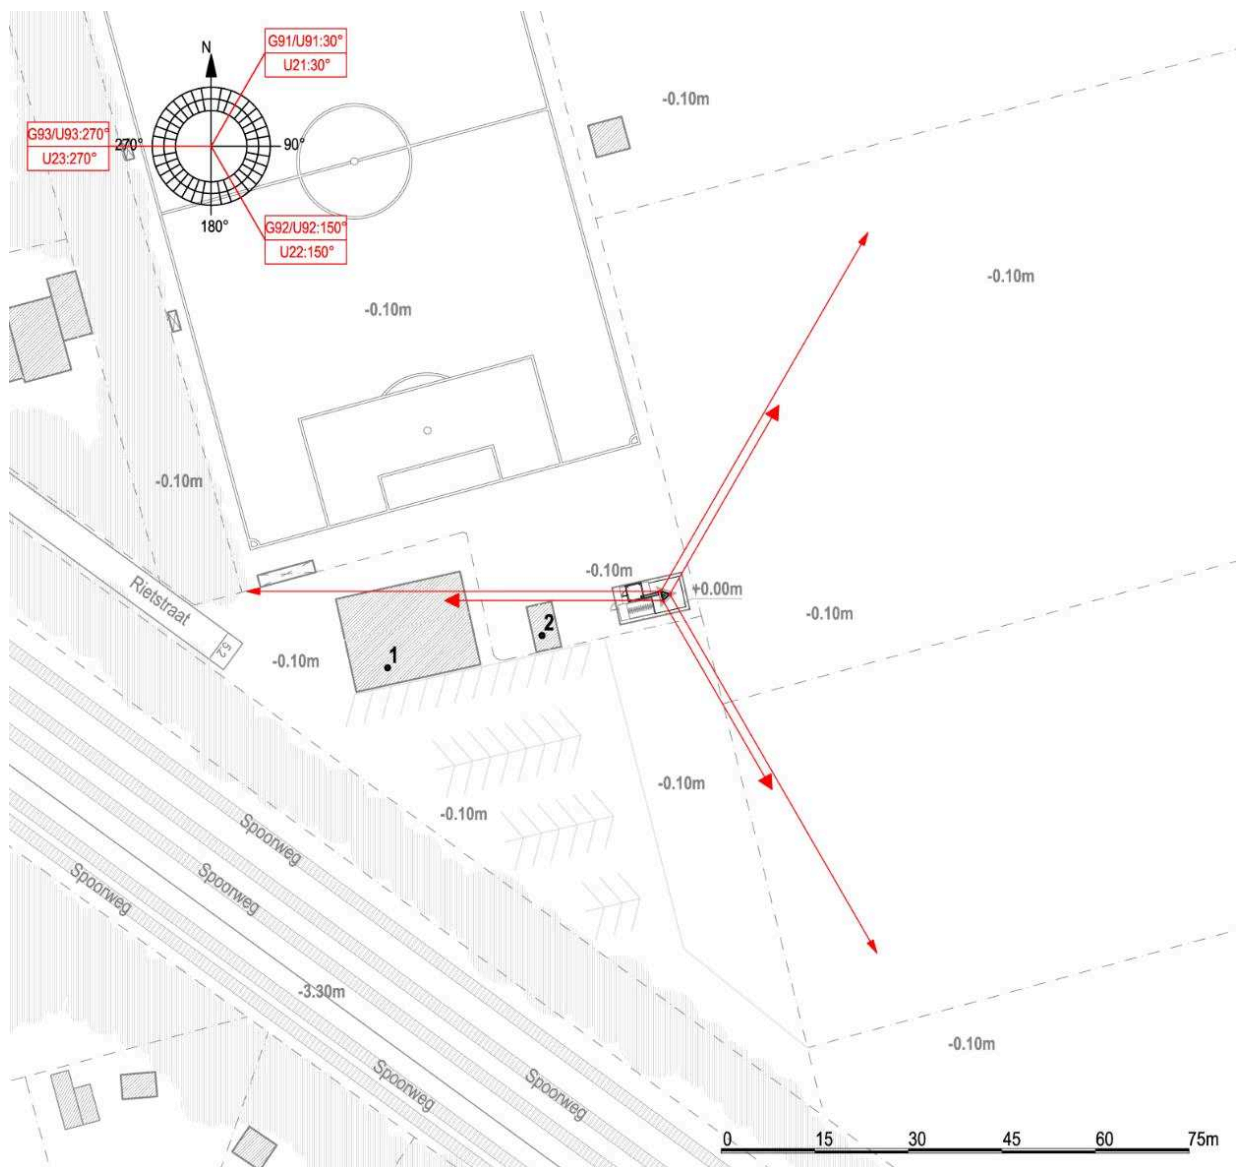 N
G91/U91:30°
U21:30°
G93/U93:270°
U23:270°
270°
90°
180°
G92/U92:150°
U22:150°
-0.10m
-0.10m
-0.10m
-0.10m
-0.10m
+0.00m
-0.10m
Rietstraat
52
-0.10m
1
2
-0.10m
-0.10m
Spoorweg
Spoorweg
Spoorweg
-3.30m
-0.10m
Spoorweg
Spoorweg
0 15 30 45 60 75m